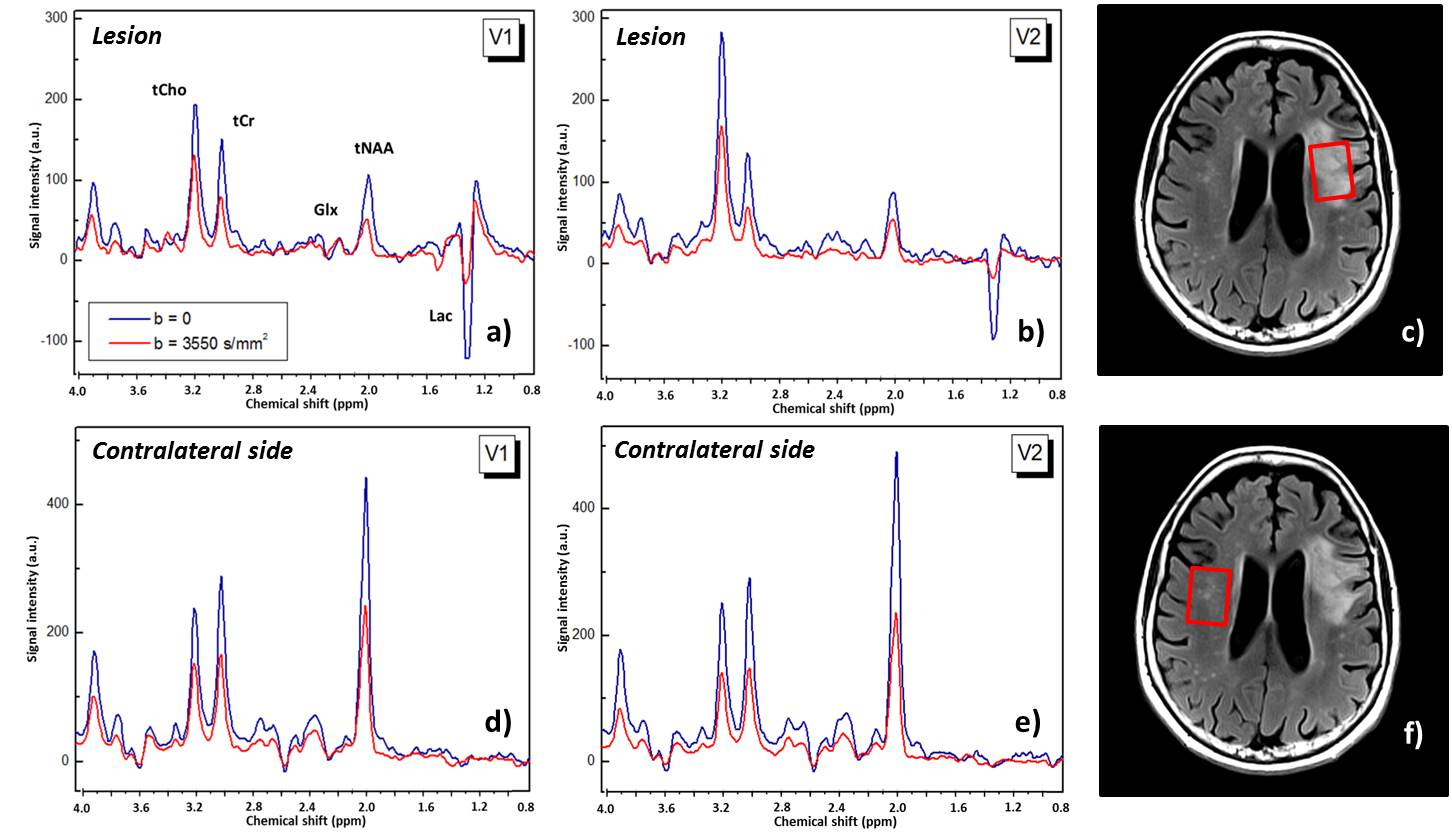 Lesion
V1
300
200
100
0
-100
Signal intensity (a.u.)
tCho
tCr
Glx
tNAA
Lac
b = 0
b = 3550 s/mm²
a)
4.0 3.6 3.2 2.8 2.4 2.0 1.6 1.2 0.8
Chemical shift (ppm)
Lesion
V2
300
200
100
0
-100
Signal intensity (a.u.)
b)
4.0 3.6 3.2 2.8 2.4 2.0 1.6 1.2 0.8
Chemical shift (ppm)
c)
Contralateral side
V1
400
200
0
Signal intensity (a.u.)
d)
4.0 3.6 3.2 2.8 2.4 2.0 1.6 1.2 0.8
Chemical shift (ppm)
Contralateral side
V2
400
200
0
Signal intensity (a.u.)
e)
4.0 3.6 3.2 2.8 2.4 2.0 1.6 1.2 0.8
Chemical shift (ppm)
f)